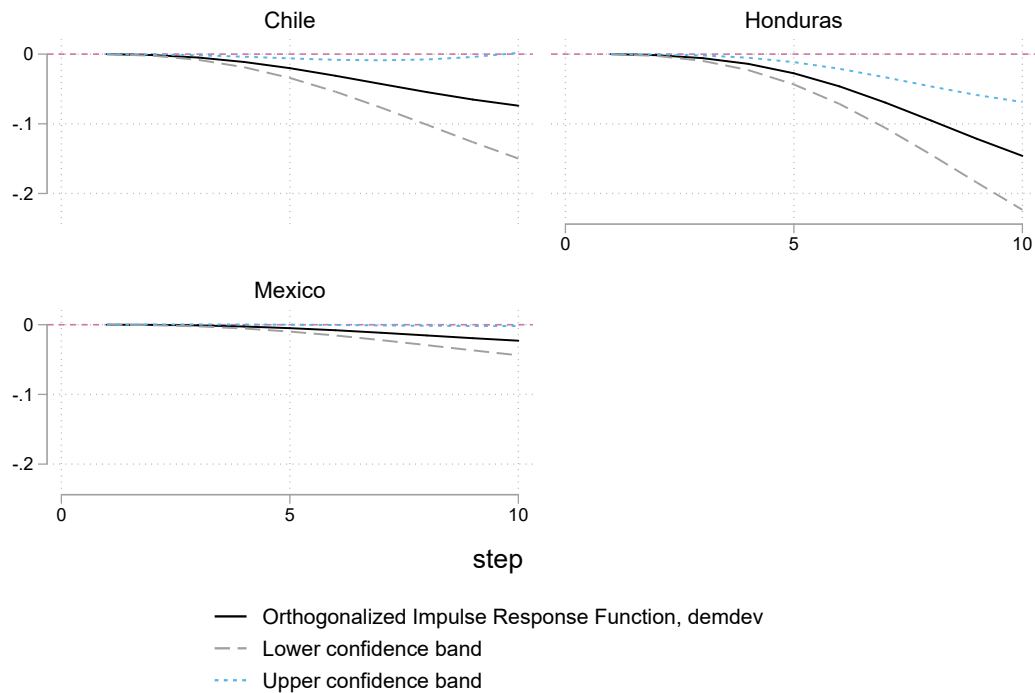 Chile
Honduras
0
-.1
-.2
0
5
10
Mexico
0
-.1
-.2
0
5
10
step
Orthogonalized Impulse Response Function, demdev
Lower confidence band
Upper confidence band